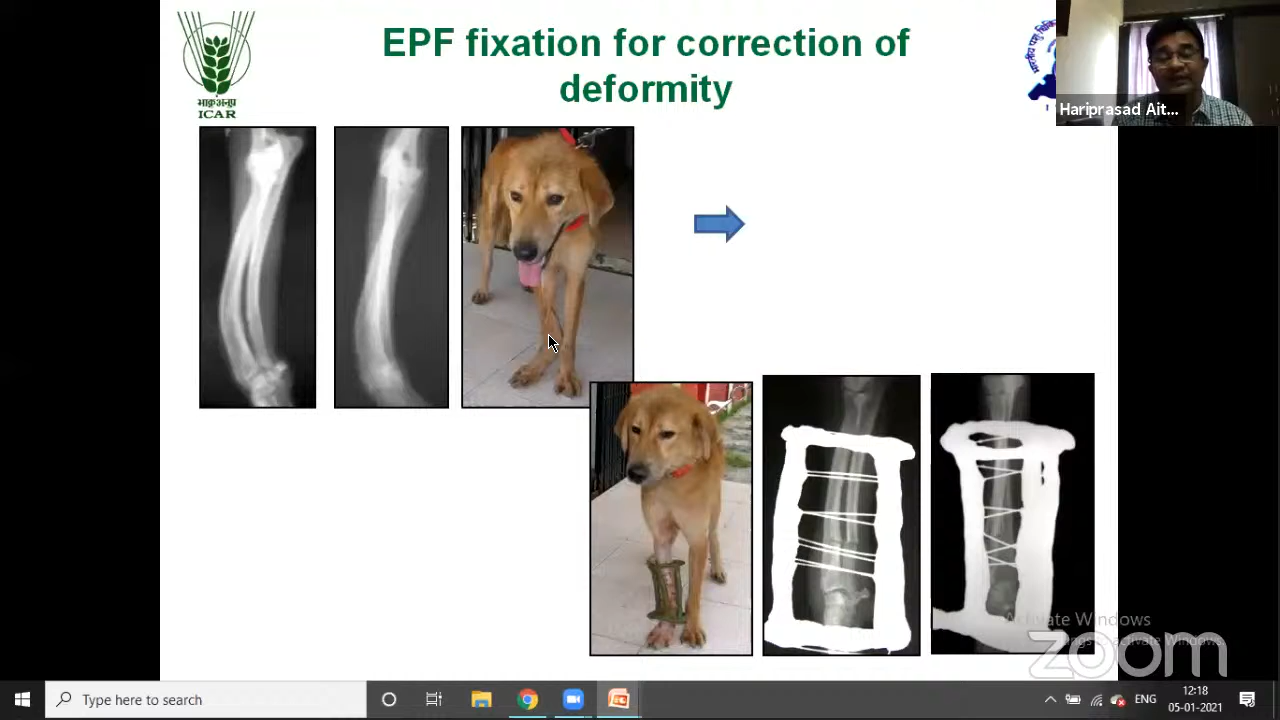 EPF fixation for correction of
deformity
भाकृअनुप
ICAR
Hariprasad Ait...
Activate Windows
zoom
Type here to search
ENG
12:18
05-01-2021